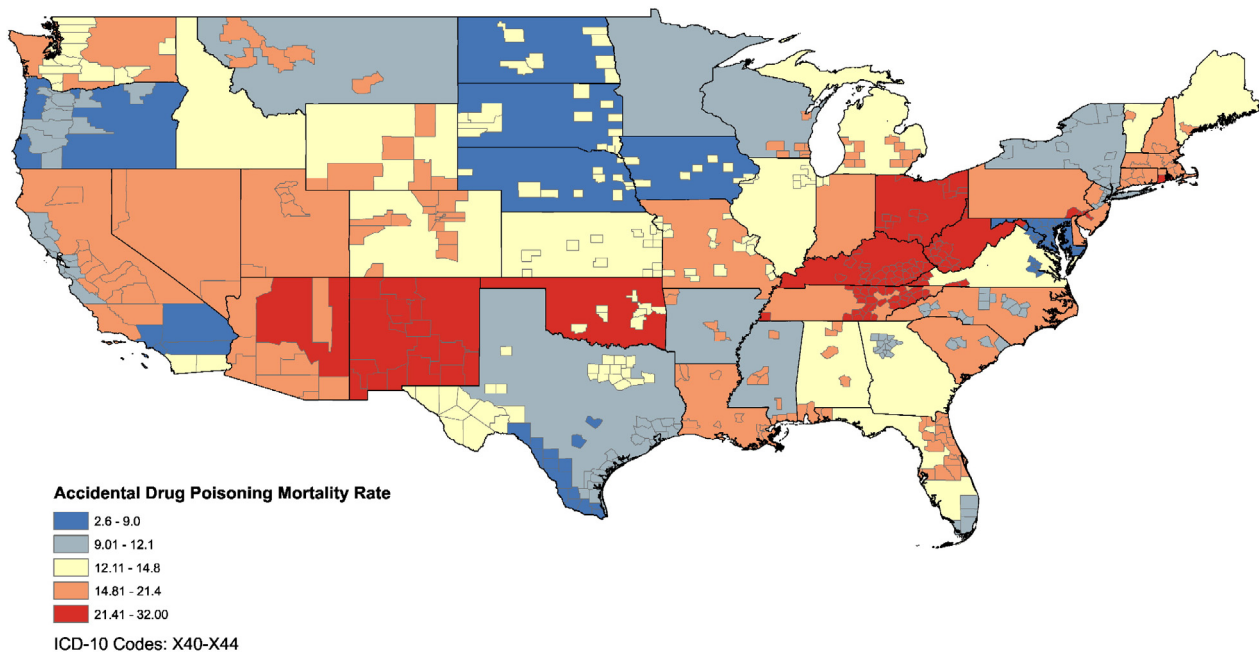 Accidental Drug Poisoning Mortality Rate
2.6 - 9.0
9.01 - 12.1
12.11 - 14.8
14.81 - 21.4
21.41 - 32.00
ICD-10 Codes: X40-X44